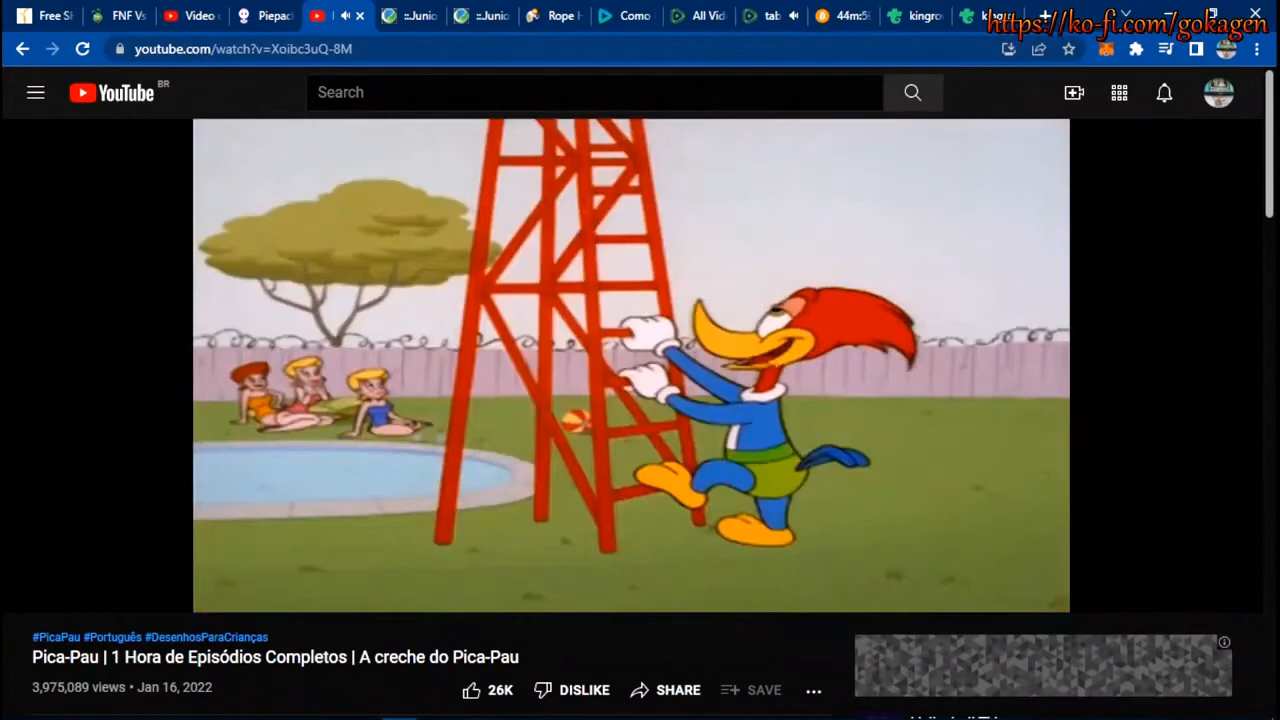 Free S
FNF Vs
Video
Piepac
::Junio
::Junio
Rope H
Como
All Vid
tab
44m:5
kingro
https://ko-fi.com/gokagen
youtube.com/watch?v=Xoibc3uQ-8M
YouTube BR
Search
#PicaPau #Português #DesenhosParaCrianças
Pica-Pau | 1 Hora de Episódios Completos | A creche do Pica-Pau
3,975,089 views • Jan 16, 2022
26K
DISLIKE
SHARE
SAVE